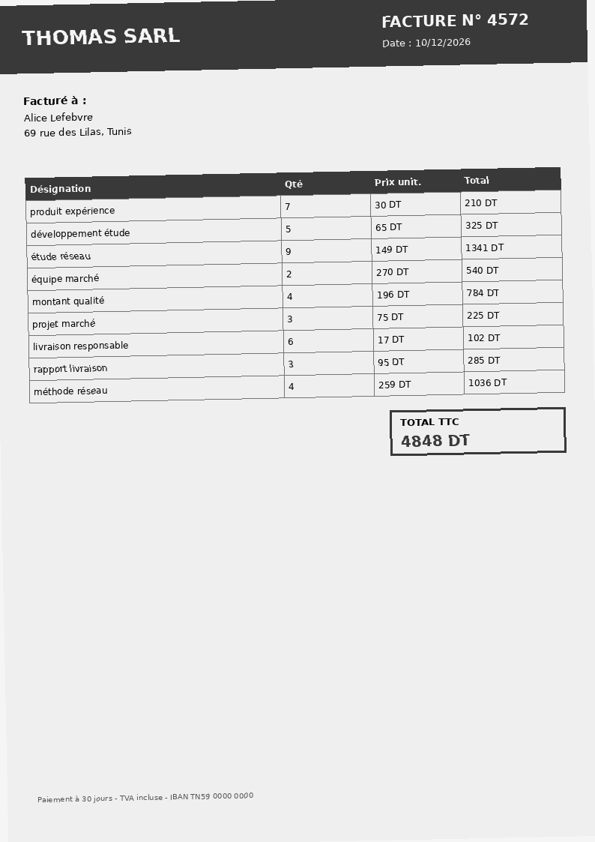 THOMAS SARL
FACTURE N° 4572
Date : 10/12/2026
Facturé à :
Alice Lefebvre
69 rue des Lilas, Tunis
Désignation Qté Prix unit. Total
produit expérience 7 30 DT 210 DT
développement étude 5 65 DT 325 DT
étude réseau 9 149 DT 1341 DT
équipe marché 2 270 DT 540 DT
montant qualité 4 196 DT 784 DT
projet marché 3 75 DT 225 DT
livraison responsable 6 17 DT 102 DT
rapport livraison 3 95 DT 285 DT
méthode réseau 4 259 DT 1036 DT
TOTAL TTC
4848 DT
Paiement à 30 jours - TVA incluse - IBAN TN59 0000 0000